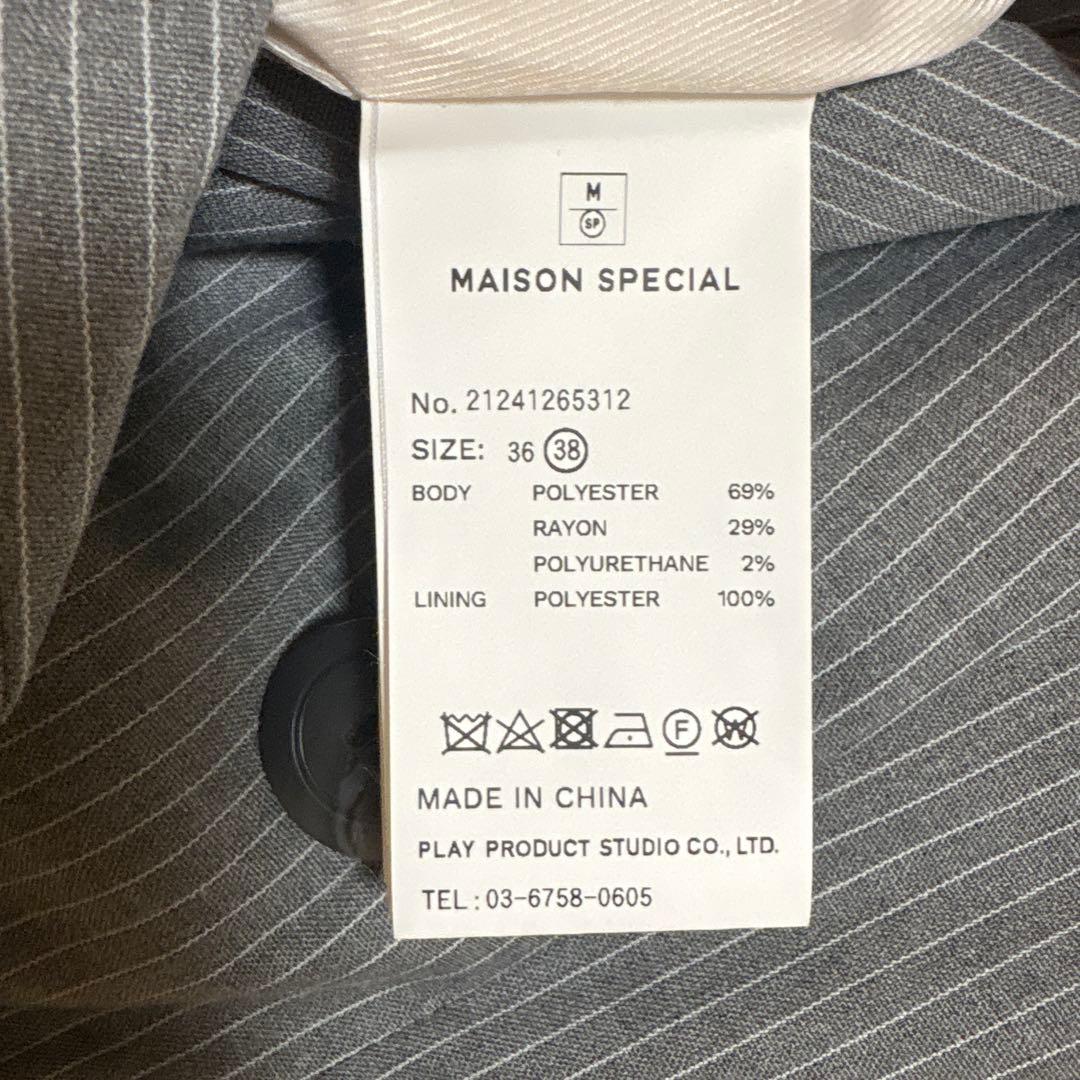 M
SP
MAISON SPECIAL
No. 21241265312
SIZE: 36 38
BODY POLYESTER 69%
RAYON 29%
POLYURETHANE 2%
LINING POLYESTER 100%
F W
MADE IN CHINA
PLAY PRODUCT STUDIO CO., LTD.
TEL : 03-6758-0605